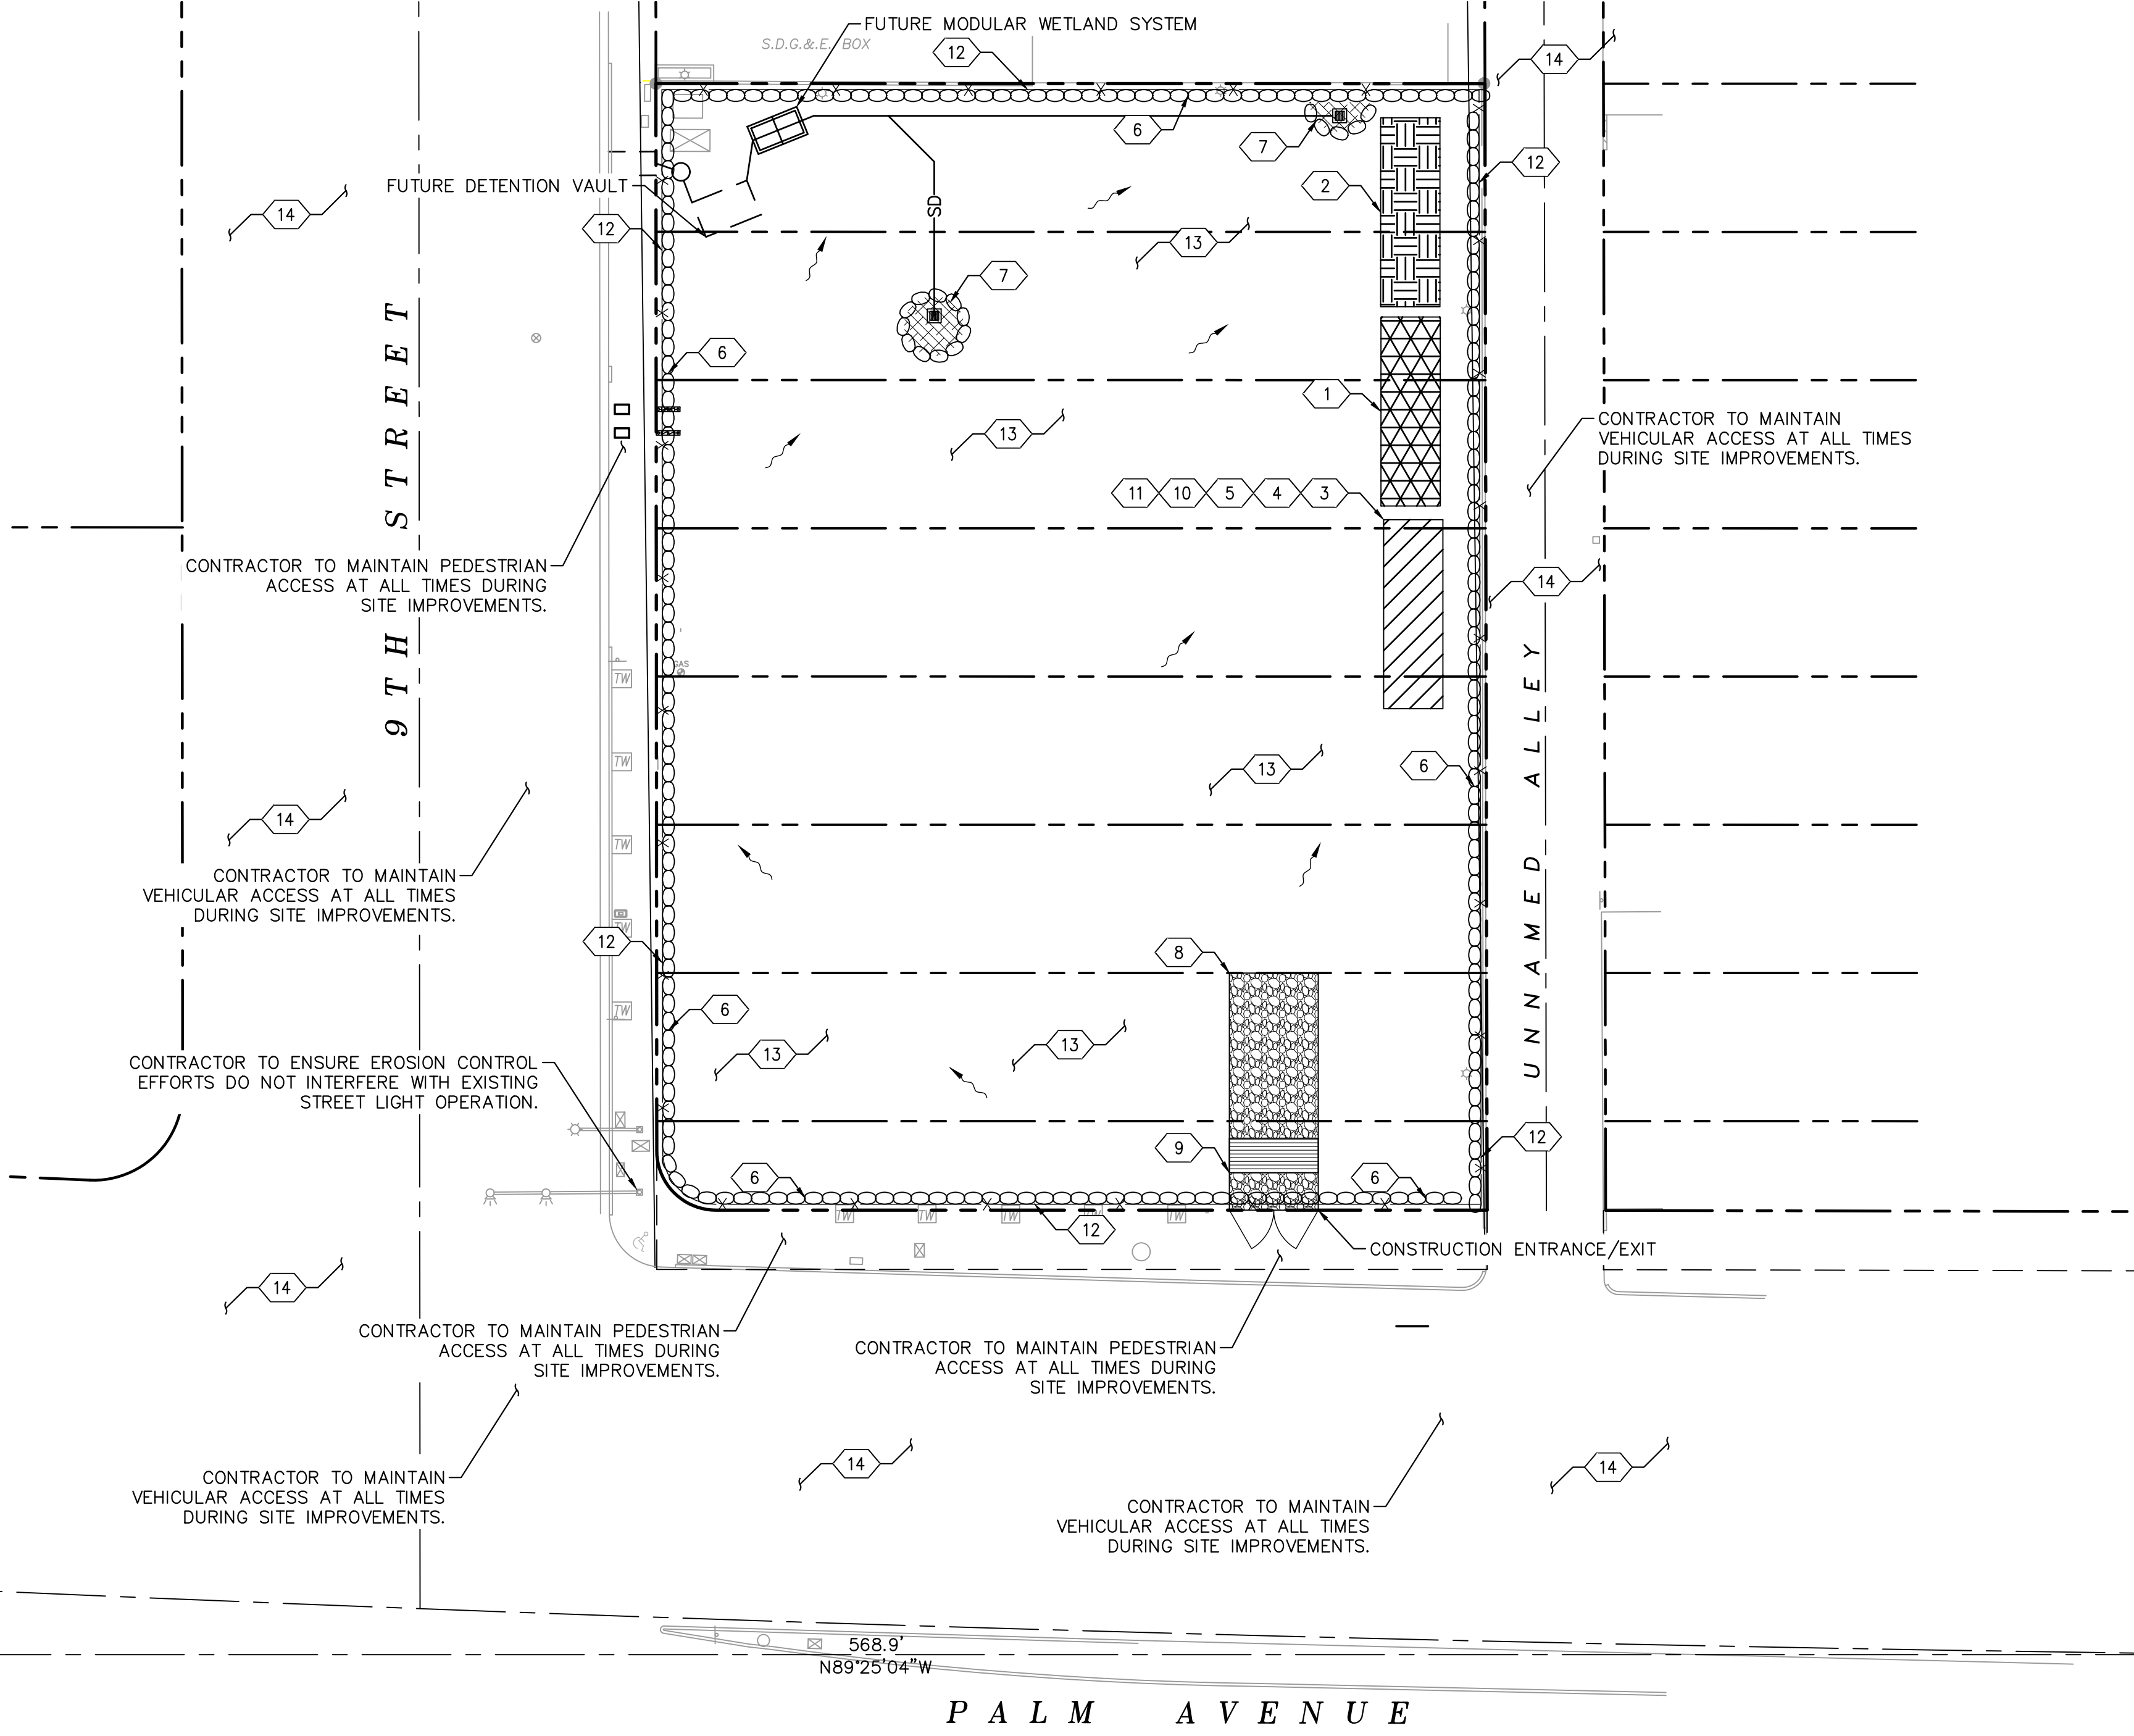 FUTURE MODULAR WETLAND SYSTEM
S.D.G.&.E. BOX
12
14
6
7
12
2
FUTURE DETENTION VAULT
14
SD
12
13
7
6
1
13
CONTRACTOR TO MAINTAIN
VEHICULAR ACCESS AT ALL TIMES
DURING SITE IMPROVEMENTS.
11
10
5
4
3
9TH STREET
CONTRACTOR TO MAINTAIN PEDESTRIAN
ACCESS AT ALL TIMES DURING
SITE IMPROVEMENTS.
14
GAS
TW
TW
13
6
UNNAMED ALLEY
14
TW
CONTRACTOR TO MAINTAIN
VEHICULAR ACCESS AT ALL TIMES
DURING SITE IMPROVEMENTS.
TW
12
8
6
TW
13
13
CONTRACTOR TO ENSURE EROSION CONTROL
EFFORTS DO NOT INTERFERE WITH EXISTING
STREET LIGHT OPERATION.
12
9
6
6
TW
TW
TW
TW
TW
12
CONSTRUCTION ENTRANCE/EXIT
14
CONTRACTOR TO MAINTAIN PEDESTRIAN
ACCESS AT ALL TIMES DURING
SITE IMPROVEMENTS.
CONTRACTOR TO MAINTAIN PEDESTRIAN
ACCESS AT ALL TIMES DURING
SITE IMPROVEMENTS.
14
14
CONTRACTOR TO MAINTAIN
VEHICULAR ACCESS AT ALL TIMES
DURING SITE IMPROVEMENTS.
CONTRACTOR TO MAINTAIN
VEHICULAR ACCESS AT ALL TIMES
DURING SITE IMPROVEMENTS.
568.9'
N89°25'04"W
PALM AVENUE